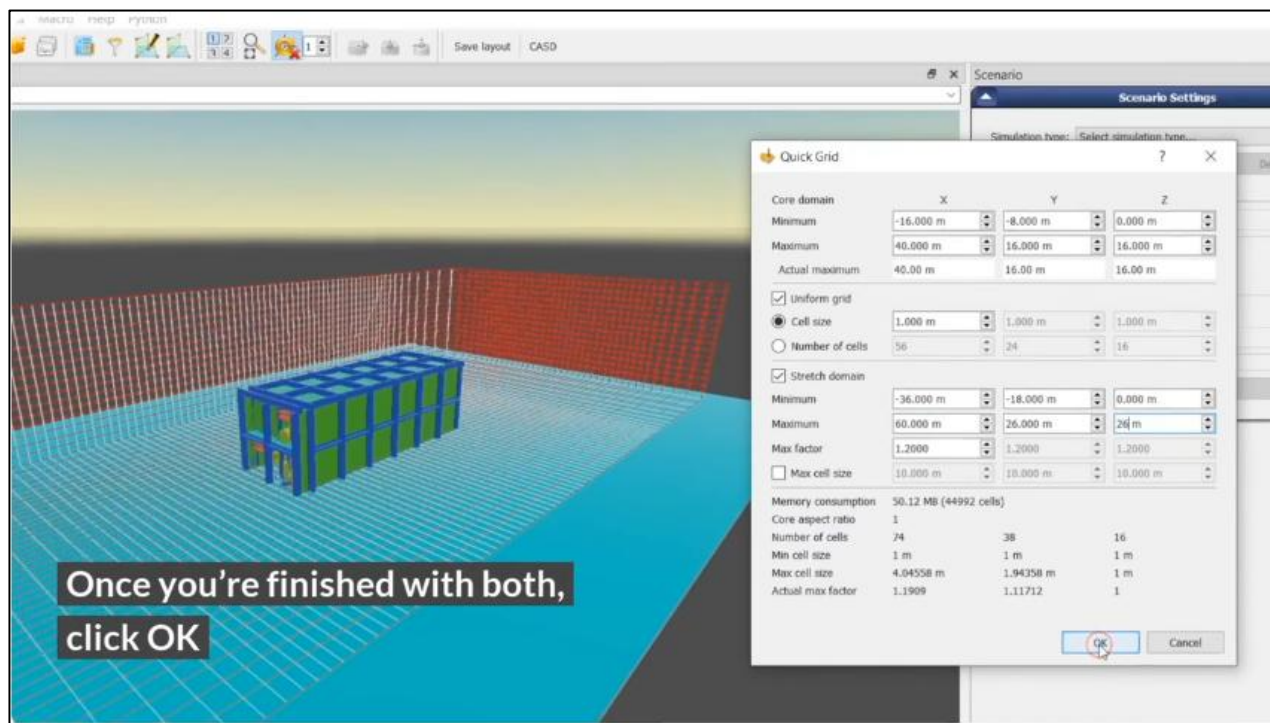 Macro Help Python
1 2
3 4
1
Save layout CASD
Scenario
Scenario Settings
Simulation type: Select simulation type...
Quick Grid
? ×
Core domain X Y Z
Minimum -16.000 m -8.000 m 0.000 m
Maximum 40.000 m 16.000 m 16.000 m
Actual maximum 40.00 m 16.00 m 16.00 m
Uniform grid
Cell size 1.000 m 1.000 m 1.000 m
Number of cells 56 24 16
Stretch domain
Minimum -36.000 m -18.000 m 0.000 m
Maximum 60.000 m 26.000 m 26 m
Max factor 1.2000 1.2000 1.2000
Max cell size 10.000 m 10.000 m 10.000 m
Memory consumption 50.12 MB (44992 cells)
Core aspect ratio 1
Number of cells 74 38 16
Min cell size 1 m 1 m 1 m
Max cell size 4.04558 m 1.94358 m 1 m
Actual max factor 1.1909 1.11712 1
OK Cancel
Once you're finished with both,
click OK